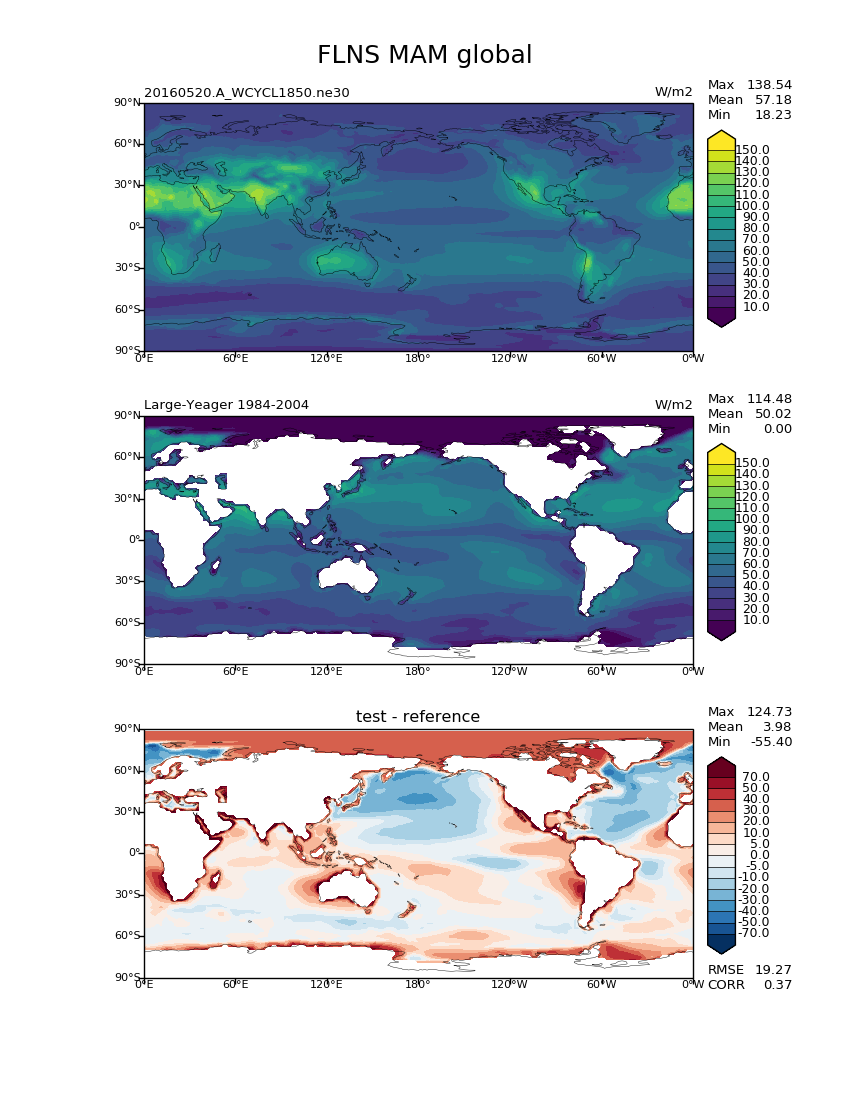 FLNS MAM global
20160520.A_WCYCL1850.ne30 W/m2
Max 138.54
Mean 57.18
Min 18.23
90°N
60°N
30°N
0°
30°S
60°S
90°S
0°E 60°E 120°E 180° 120°W 60°W 0°W
150.0
140.0
130.0
120.0
110.0
100.0
90.0
80.0
70.0
60.0
50.0
40.0
30.0
20.0
10.0
Large-Yeager 1984-2004 W/m2
Max 114.48
Mean 50.02
Min 0.00
90°N
60°N
30°N
0°
30°S
60°S
90°S
0°E 60°E 120°E 180° 120°W 60°W 0°W
150.0
140.0
130.0
120.0
110.0
100.0
90.0
80.0
70.0
60.0
50.0
40.0
30.0
20.0
10.0
test - reference
Max 124.73
Mean 3.98
Min -55.40
90°N
60°N
30°N
0°
30°S
60°S
90°S
0°E 60°E 120°E 180° 120°W 60°W 0°W
70.0
50.0
40.0
30.0
20.0
10.0
5.0
0.0
-5.0
-10.0
-20.0
-30.0
-40.0
-50.0
-70.0
RMSE 19.27
CORR 0.37